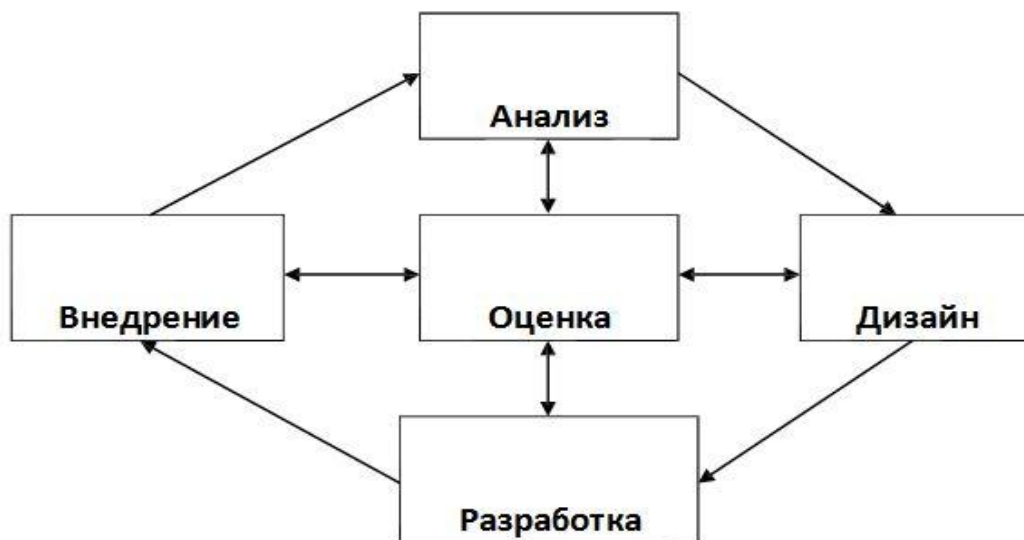 Анализ
Внедрение
Оценка
Дизайн
Разработка